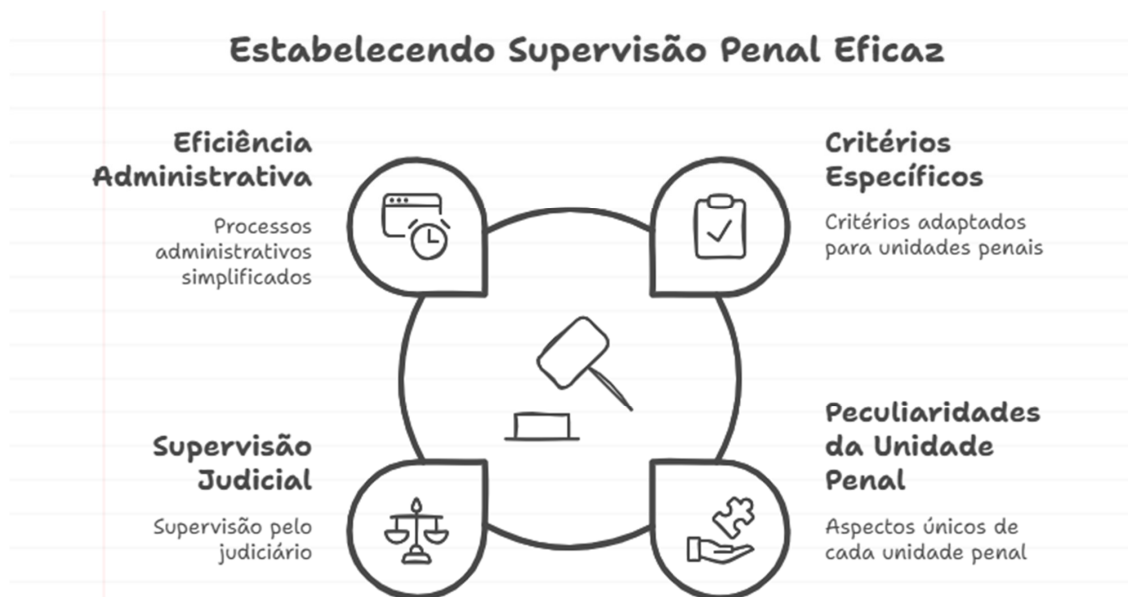 Estabelecendo Supervisão Penal Eficaz
Eficiência
Administrativa
Processos
administrativos
simplificados
Critérios
Específicos
Critérios adaptados
para unidades penais
Supervisão
Judicial
Supervisão pelo
judiciário
Peculiaridades
da Unidade
Penal
Aspectos únicos de
cada unidade penal